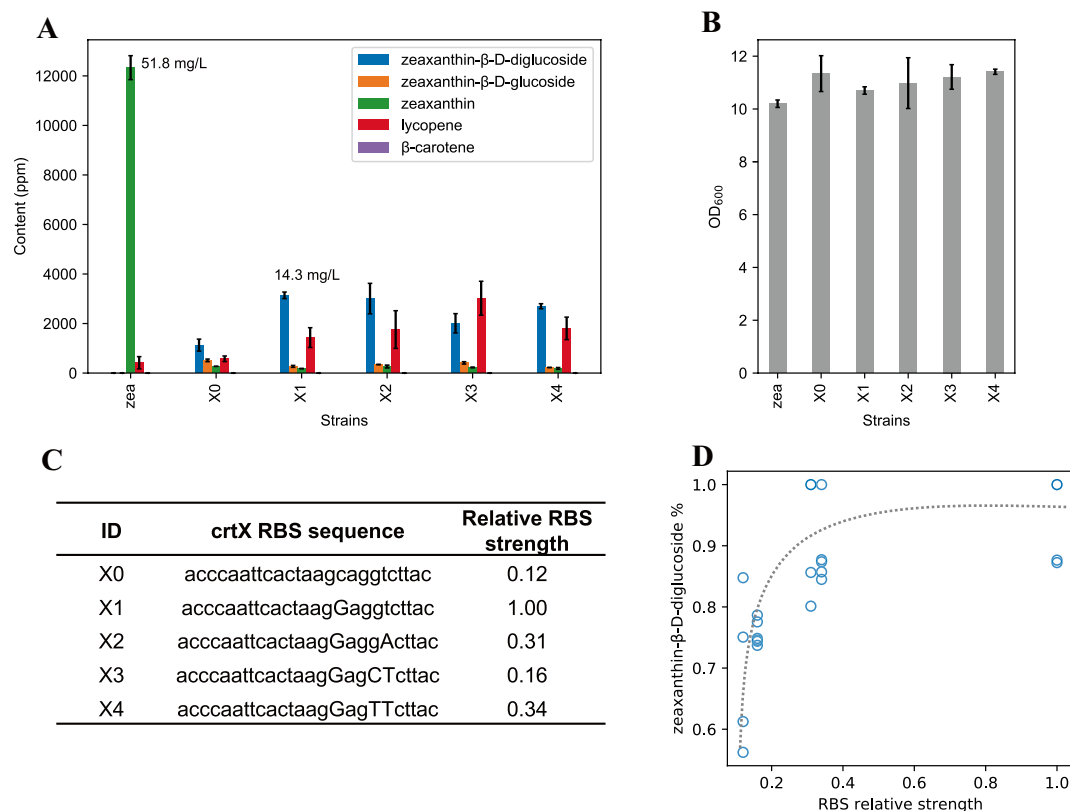 A
51.8 mg/L
zeaxanthin-β-D-diglucoside
zeaxanthin-β-D-glucoside
zeaxanthin
lycopene
β-carotene
14.3 mg/L
Content (ppm)
12000
10000
8000
6000
4000
2000
0
zea
X0
X1
X2
X3
X4
Strains
B
OD600
12
10
8
6
4
2
0
zea
X0
X1
X2
X3
X4
Strains
C
ID crtX RBS sequence Relative RBS
strength
X0 acccaattcactaagcaggtcttac 0.12
X1 acccaattcactaagGaggtcttac 1.00
X2 acccaattcactaagGaggActtac 0.31
X3 acccaattcactaagGagCTcttac 0.16
X4 acccaattcactaagGagTTcttac 0.34
D
zeaxanthin-β-D-diglucoside %
1.0
0.9
0.8
0.7
0.6
0.2 0.4 0.6 0.8 1.0
RBS relative strength